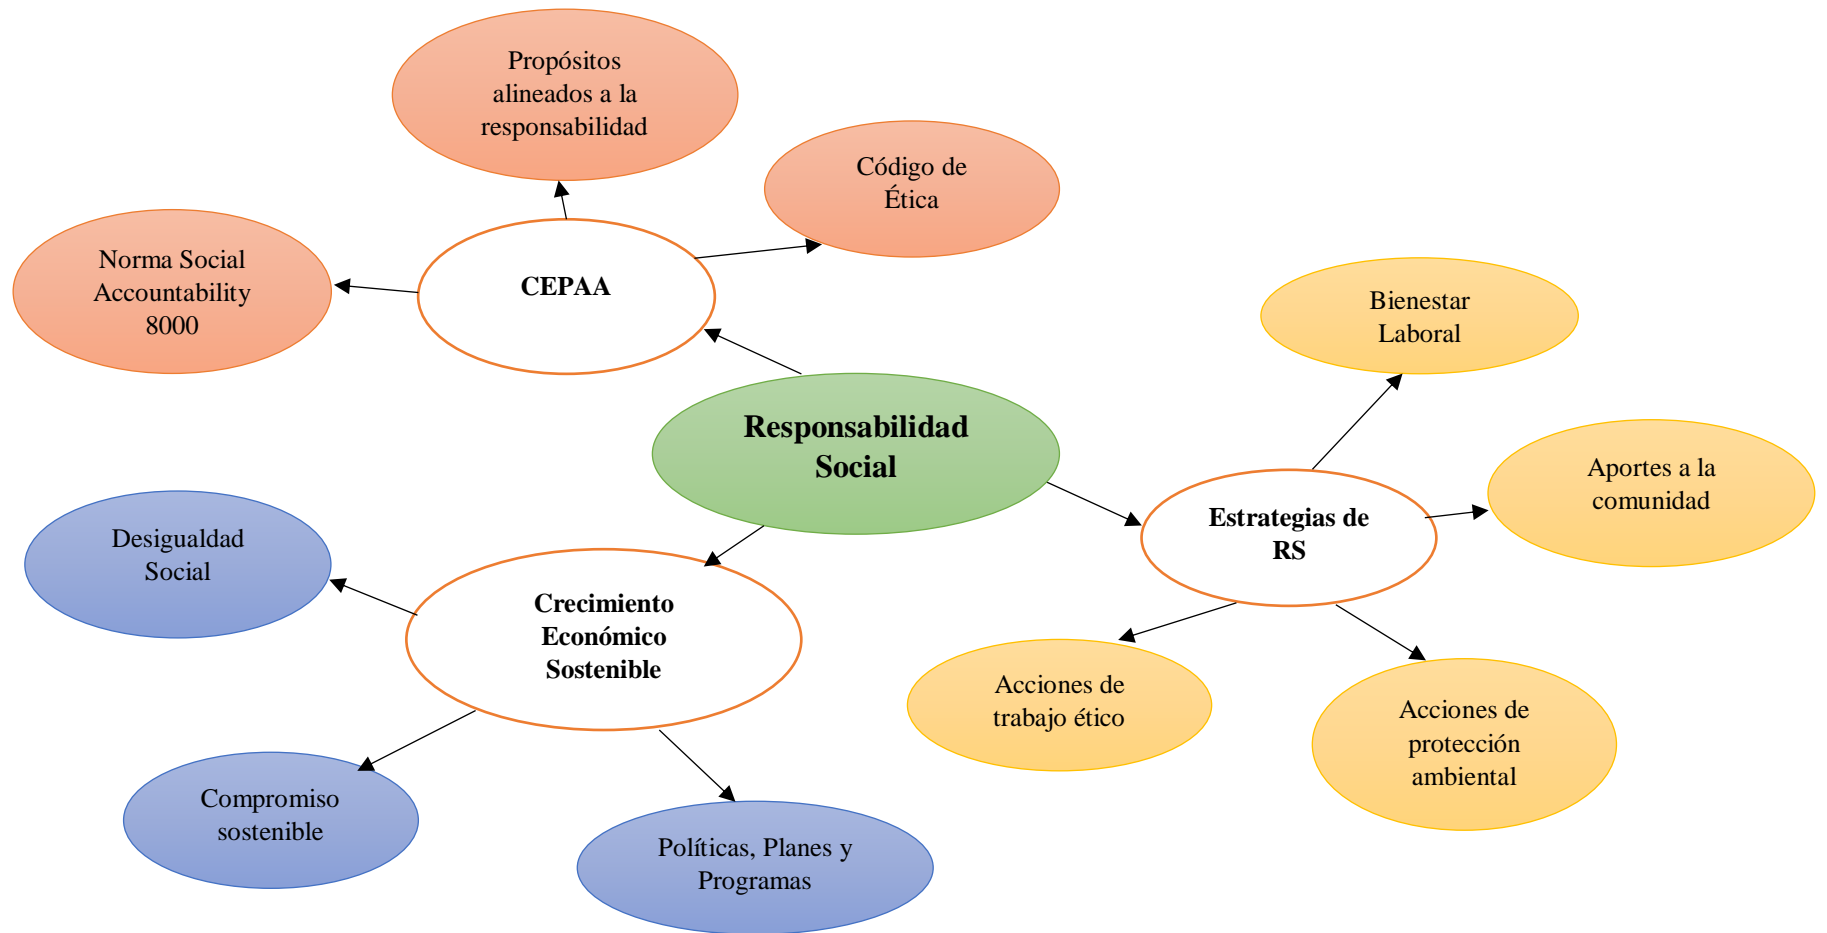 Propósitos
alineados a la
responsabilidad
Código de
Ética
Norma Social
Accountability
8000
CEPAA
Bienestar
Laboral
Responsabilidad
Social
Aportes a la
comunidad
Estrategias de
RS
Desigualdad
Social
Crecimiento
Económico
Sostenible
Acciones de
trabajo ético
Acciones de
protección
ambiental
Compromiso
sostenible
Políticas, Planes y
Programas